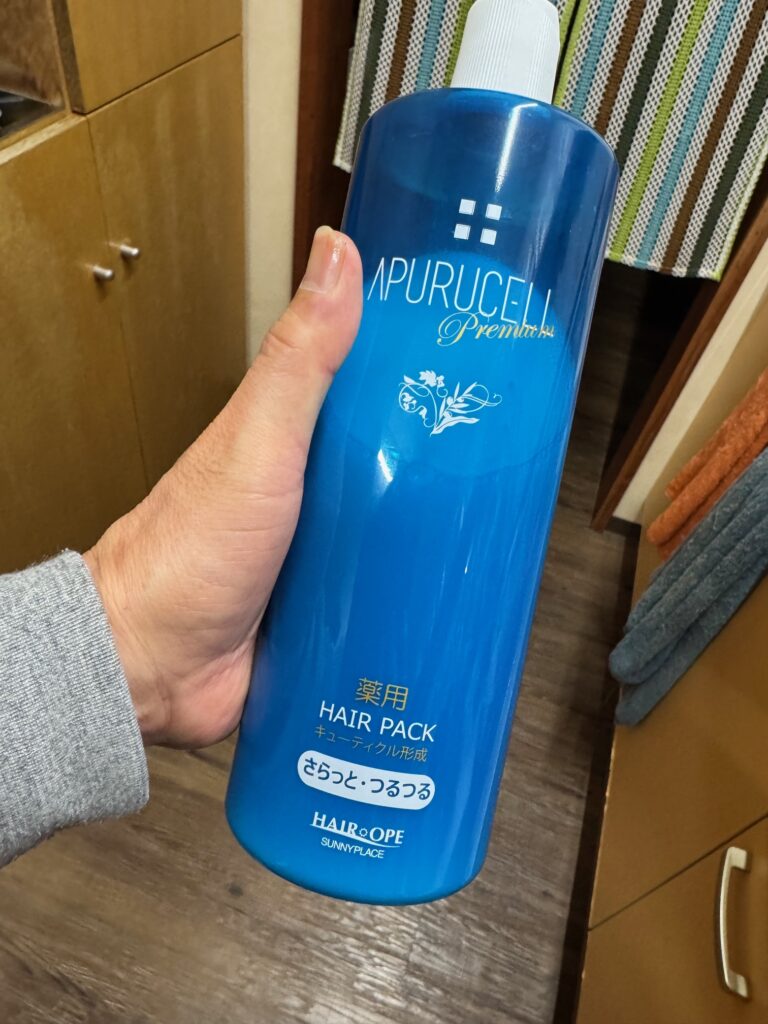 APURUCELL
Premium
薬用
HAIR PACK
キューティクル形成
さらっと・つるつる
HAIR OPE
SUNNYPLACE